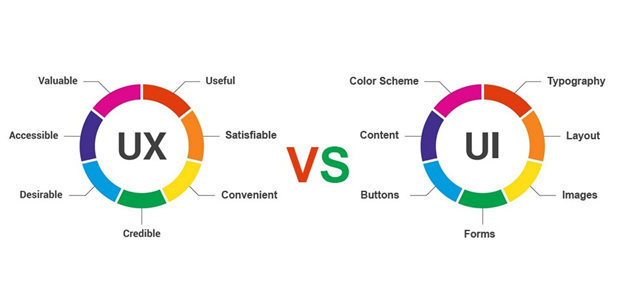 Valuable
Useful
Accessible
UX
Satisfiable
Desirable
Convenient
Credible
VS
Color Scheme
Typography
Content
UI
Layout
Buttons
Images
Forms